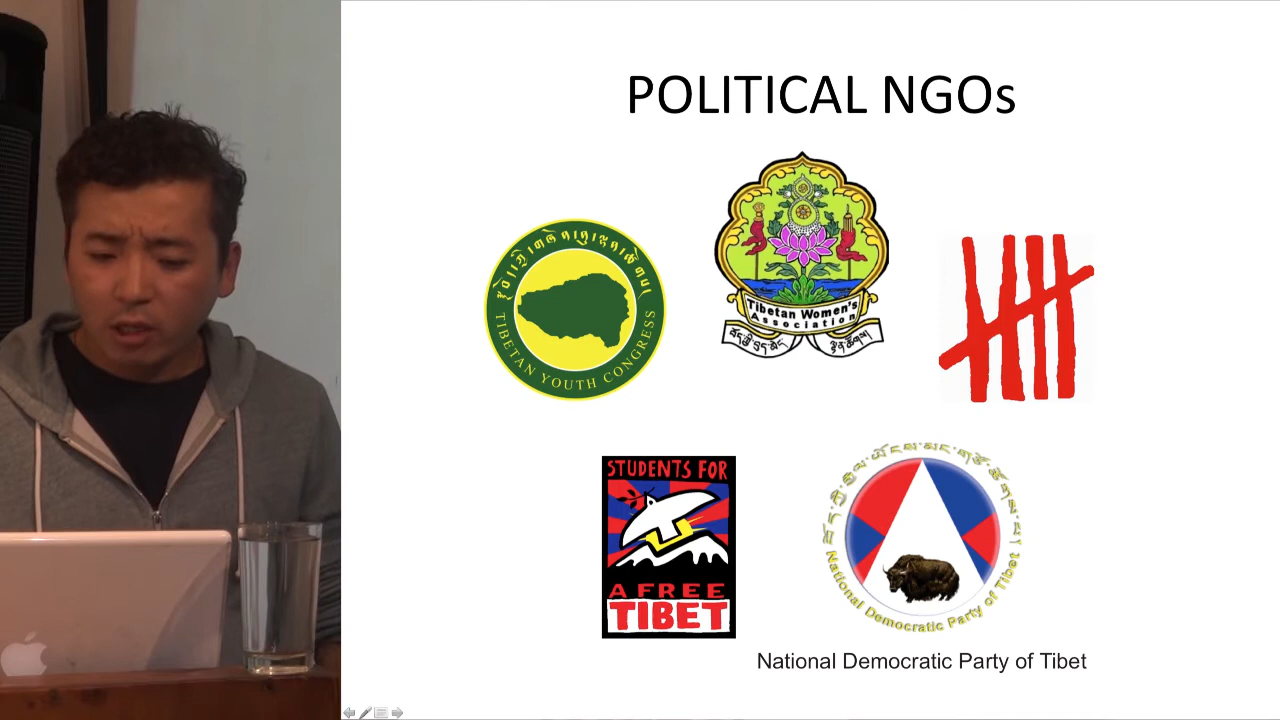 POLITICAL NGOs
TIBETAN YOUTH CONGRESS
Tibetan Women's
Association
STUDENTS FOR
A FREE
TIBET
National Democratic Party of Tibet
National Democratic Party of Tibet